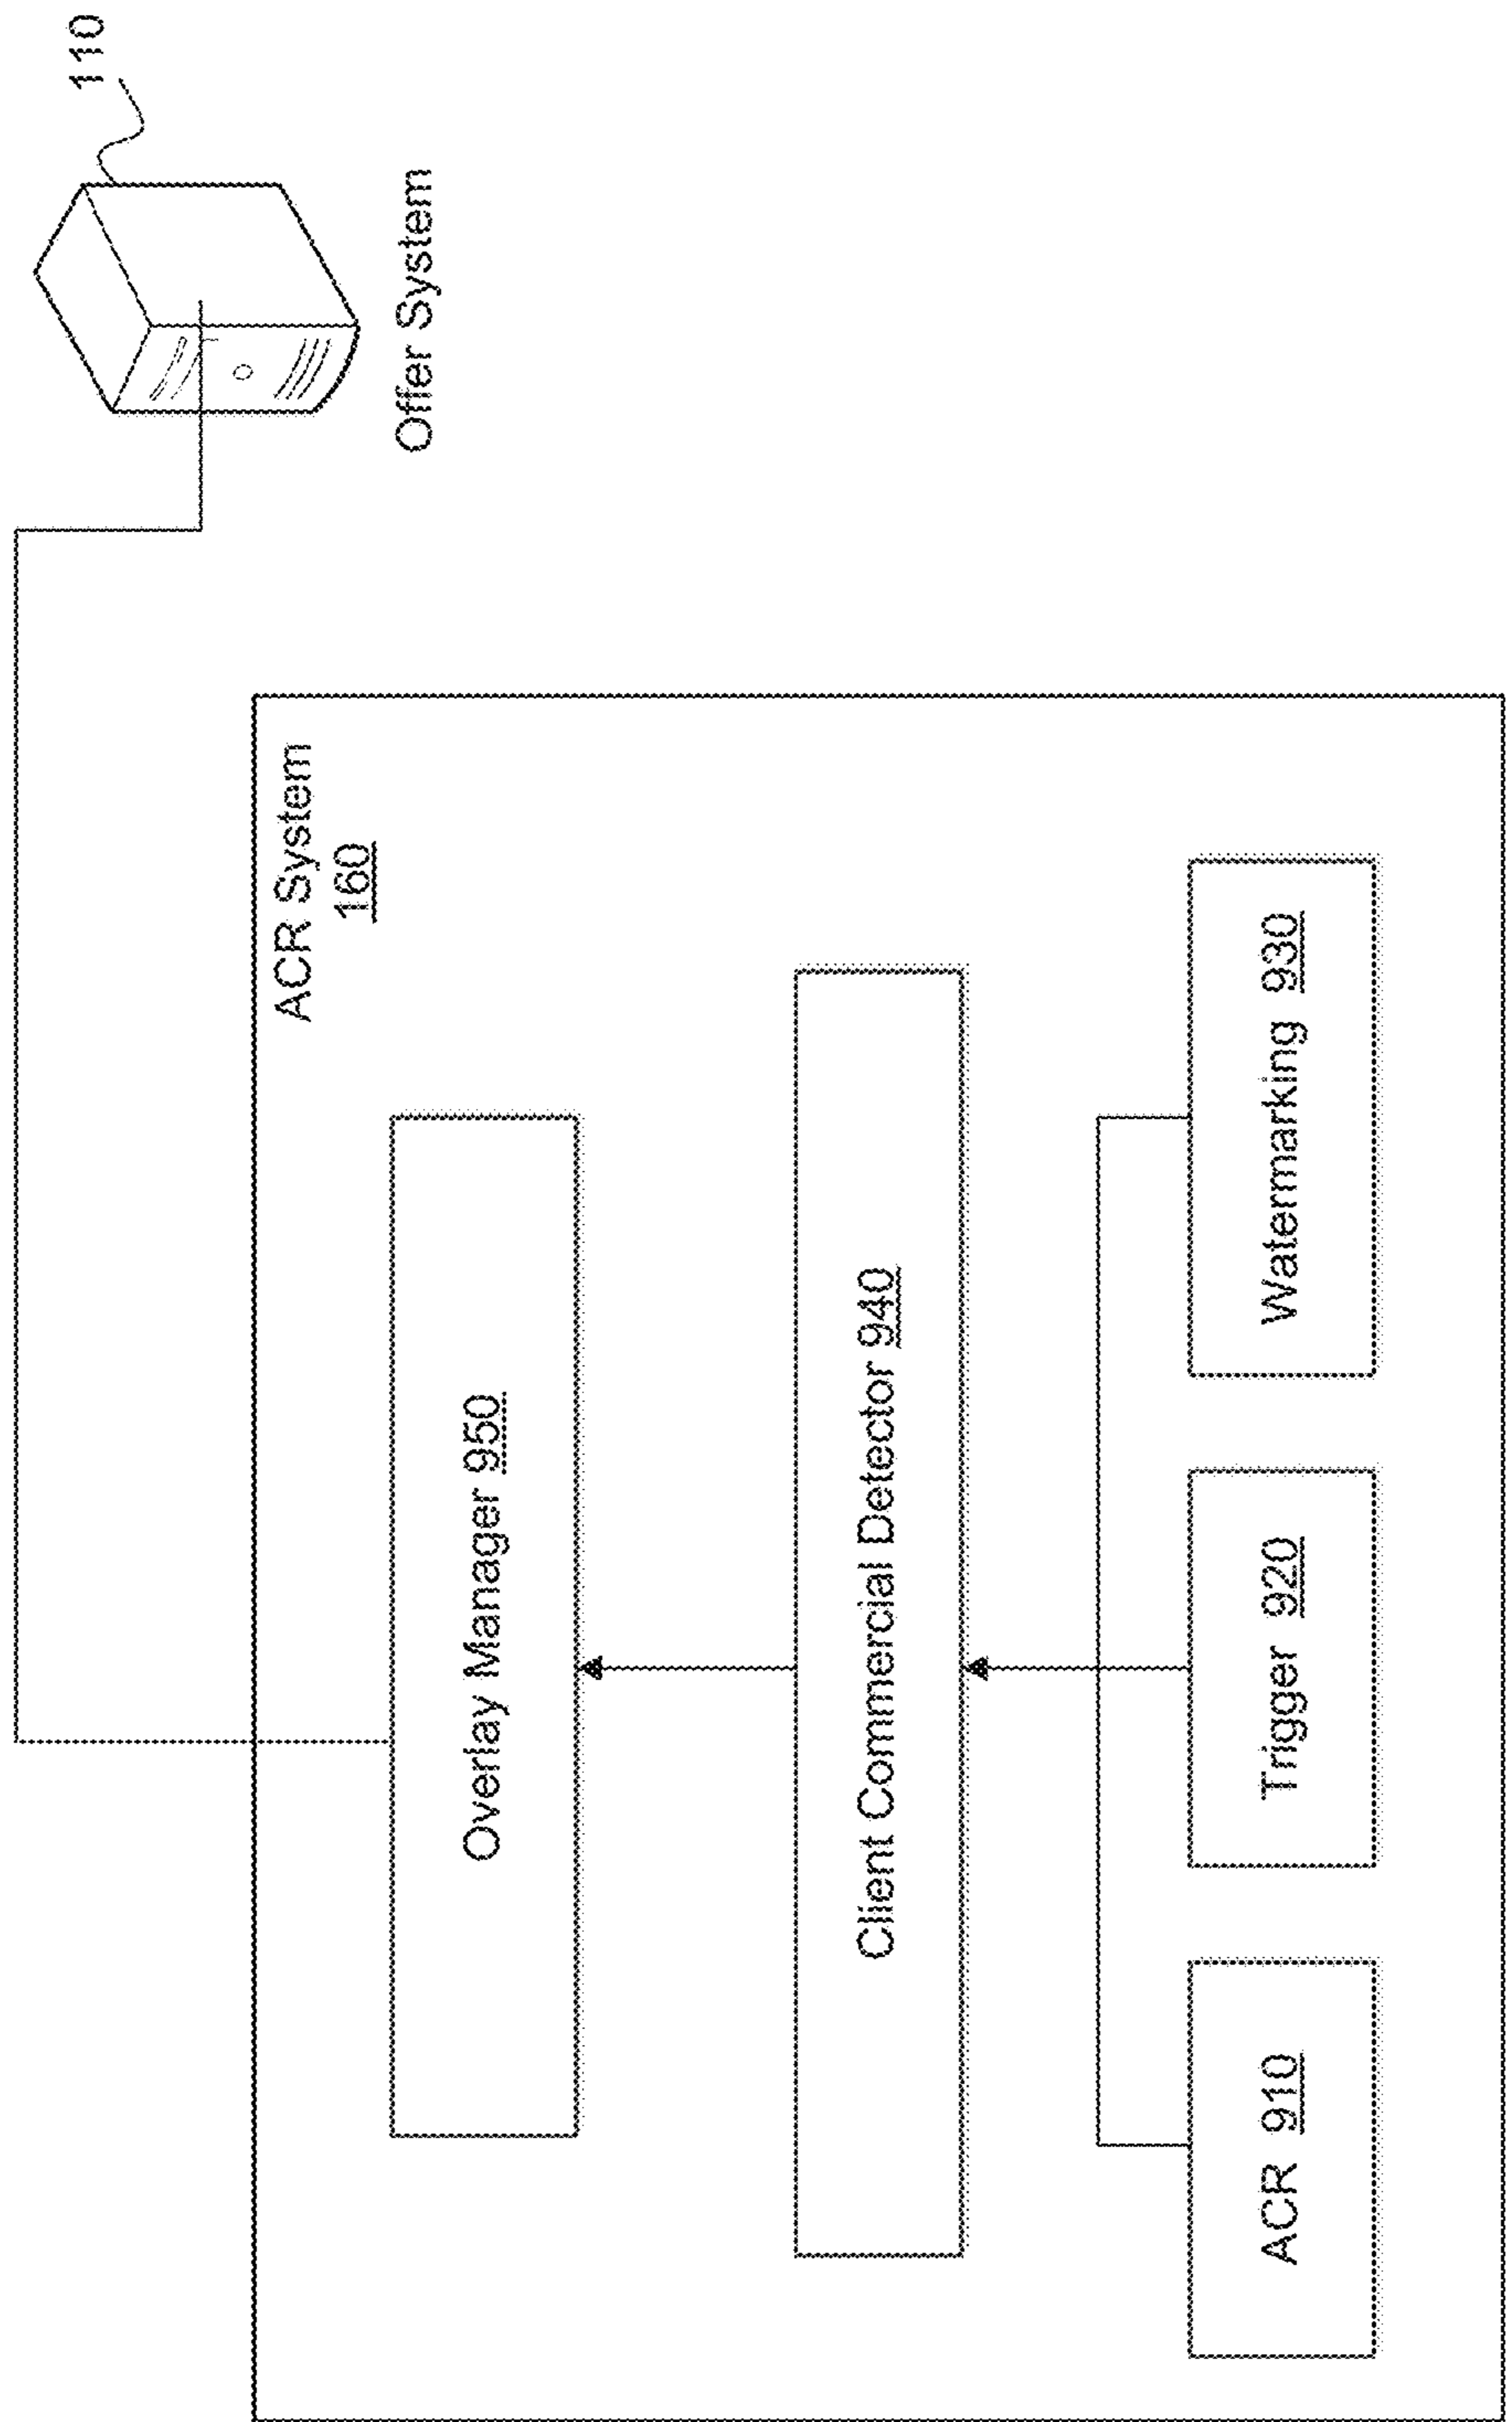 110
Offer System
ACR System
160
Overlay Manager 950
Client Commercial Detector 940
ACR 910
Trigger 920
Watermarking 930